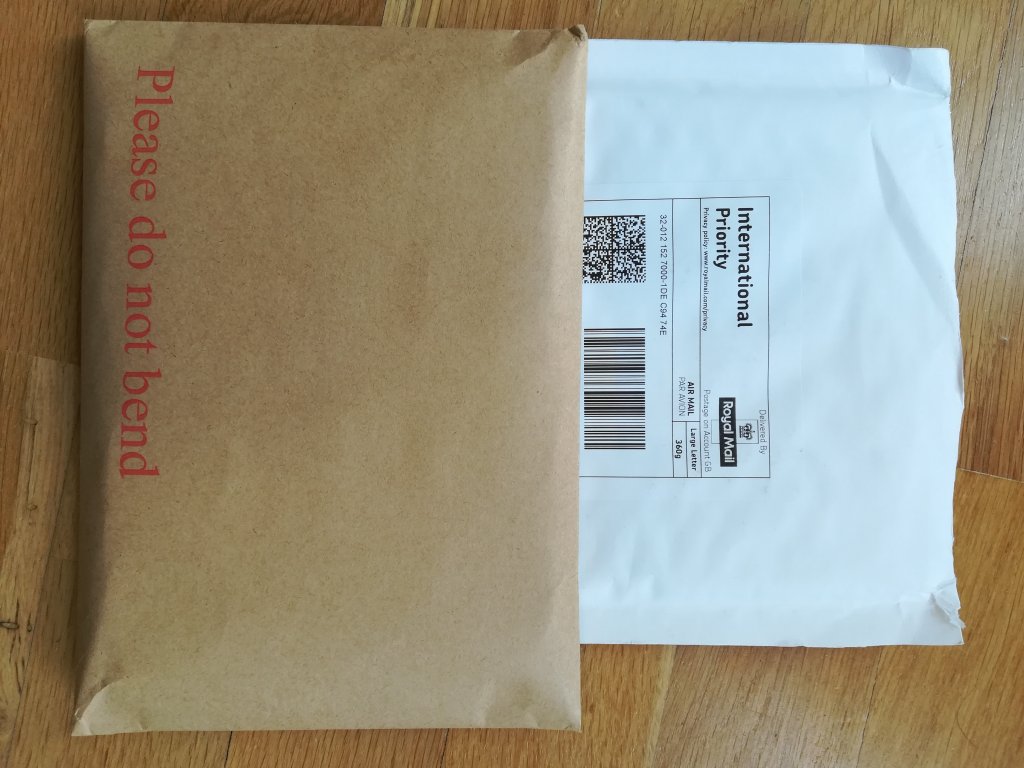 Please do not bend
Delivered By
Royal Mail
Postage on Account GB
International
Priority
Privacy policy: www.royalmail.com/privacy
AIR MAIL
PAR AVION
Large Letter
360g
32-012 152 7000-1DE C94 74E